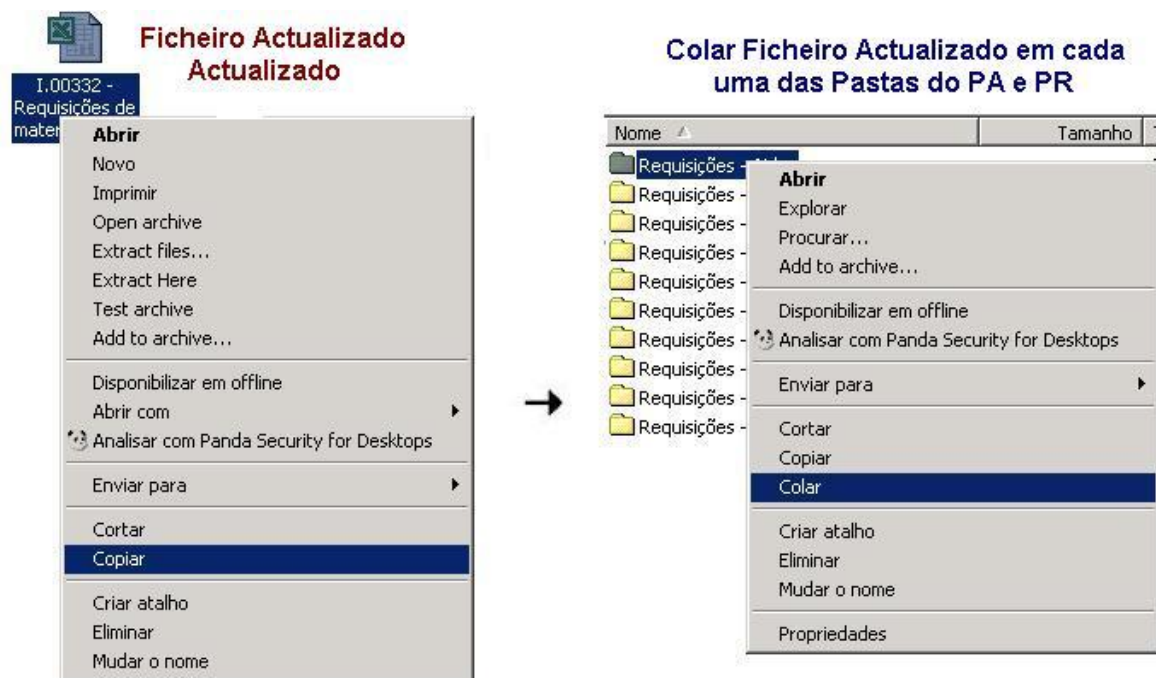 Ficheiro Actualizado
Actualizado
I.00332 -
Requisições de
mater
Abrir
Novo
Imprimir
Open archive
Extract files...
Extract Here
Test archive
Add to archive...
Disponibilizar em offline
Abrir com
Analisar com Panda Security for Desktops
Enviar para
Cortar
Copiar
Criar atalho
Eliminar
Mudar o nome
Colar Ficheiro Actualizado em cada
uma das Pastas do PA e PR
Nome Tamanho
Requisições -
Requisições -
Requisições -
Requisições -
Requisições -
Requisições -
Requisições -
Requisições -
Requisições -
Requisições -
Abrir
Explorar
Procurar...
Add to archive...
Disponibilizar em offline
Analisar com Panda Security for Desktops
Enviar para
Cortar
Copiar
Colar
Criar atalho
Eliminar
Mudar o nome
Propriedades